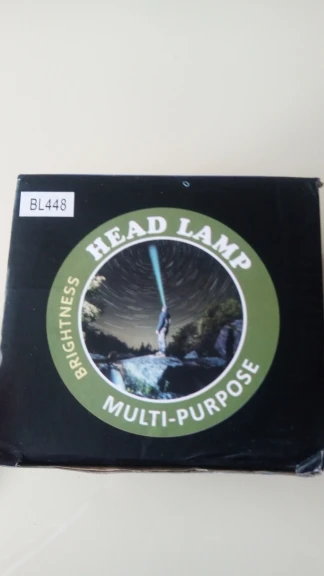 BL448
HEAD LAMP
BRIGHTNESS
MULTI-PURPOSE